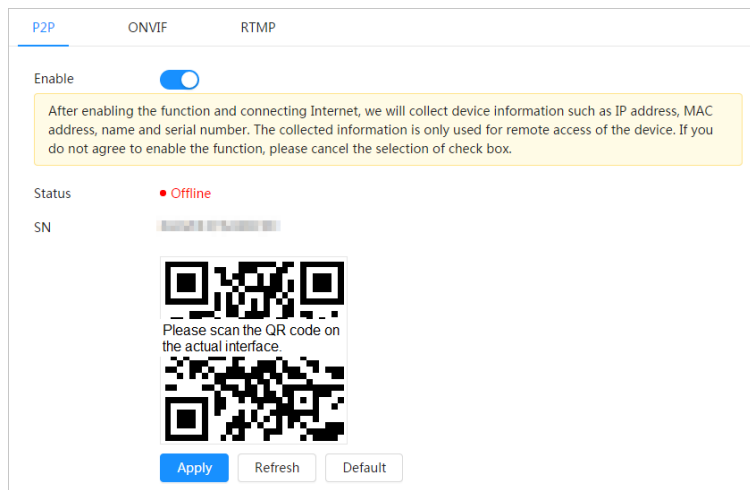 P2P ONVIF RTMP
Enable
After enabling the function and connecting Internet, we will collect device information such as IP address, MAC
address, name and serial number. The collected information is only used for remote access of the device. If you
do not agree to enable the function, please cancel the selection of check box.
Status Offline
SN
Please scan the QR code on
the actual interface.
Apply Refresh Default